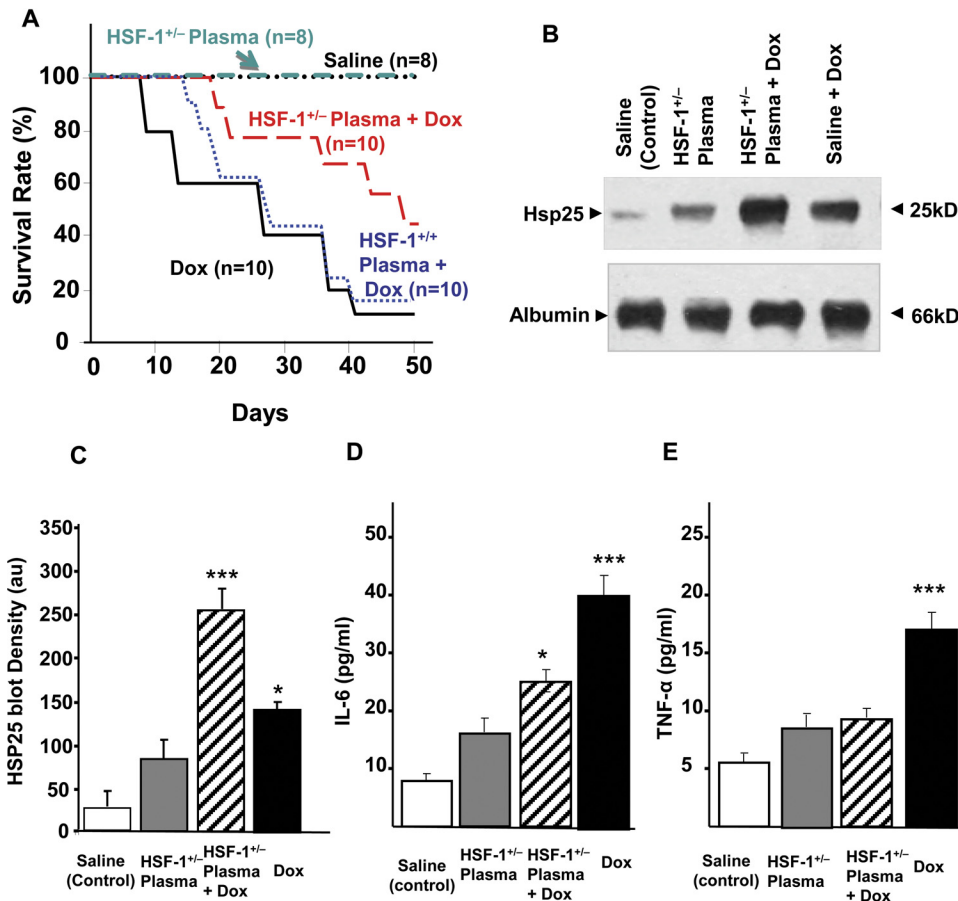 A
HSF-1+/– Plasma (n=8)
Saline (n=8)
HSF-1+/– Plasma + Dox
(n=10)
HSF-1+/+
Plasma +
Dox (n=10)
Dox (n=10)
Survival Rate (%)
100
80
60
40
20
0
0 10 20 30 40 50
Days
B
Saline
(Control)
HSF-1+/–
Plasma
HSF-1+/–
Plasma + Dox
Saline + Dox
Hsp25
25kD
Albumin
66kD
C
HSP25 blot Density (au)
350
300
250
200
150
100
50
0
***
*
Saline
(Control)
HSF-1+/–
Plasma
HSF-1+/–
Plasma
+ Dox
Dox
D
IL-6 (pg/ml)
50
40
30
20
10
*
***
Saline
(control)
HSF-1+/–
Plasma
HSF-1+/–
Plasma
+ Dox
Dox
E
TNF-α (pg/ml)
25
20
15
10
5
***
Saline
(control)
HSF-1+/–
Plasma
HSF-1+/–
Plasma
+ Dox
Dox